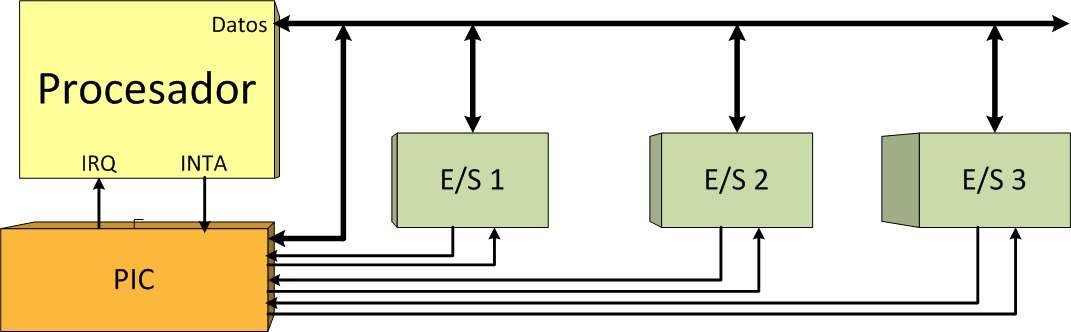 Datos
Procesador
IRQ INTA
E/S 1 E/S 2 E/S 3
PIC